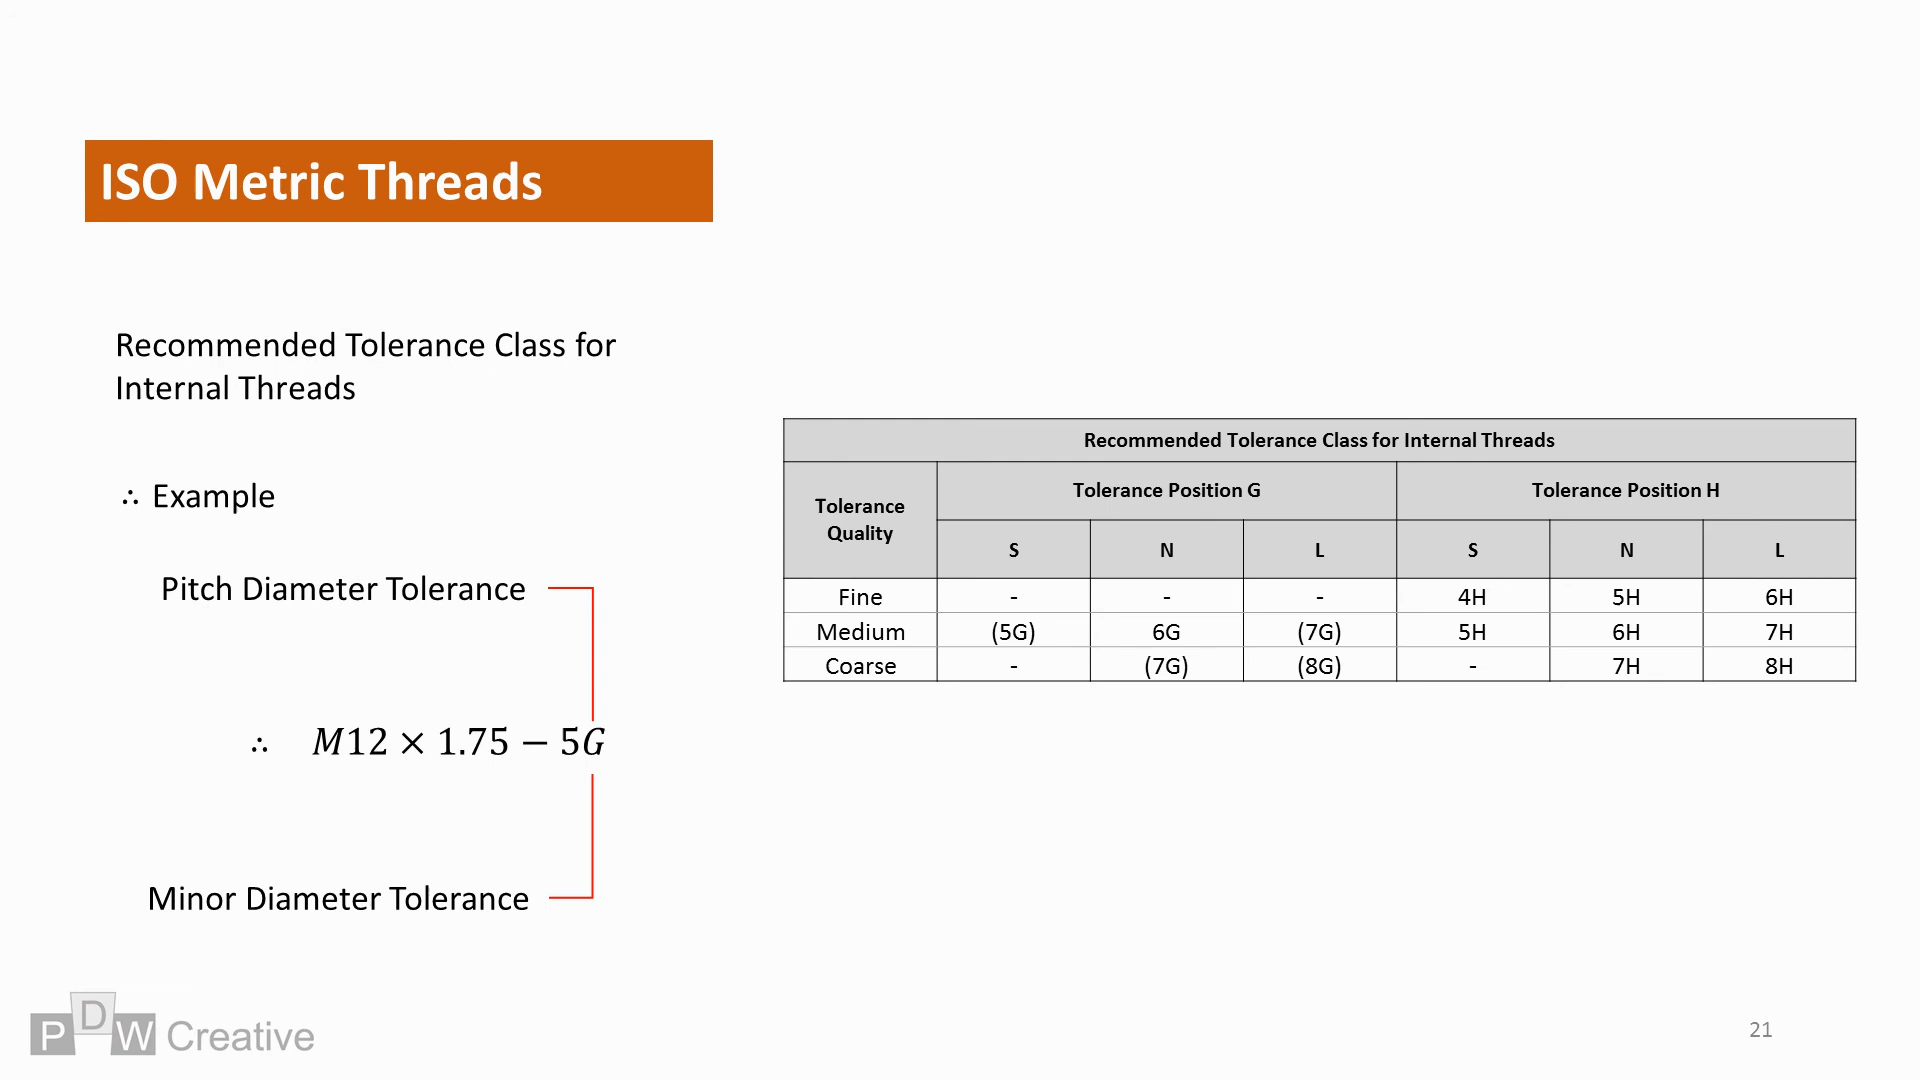 ISO Metric Threads
Recommended Tolerance Class for
Internal Threads
∴ Example
Pitch Diameter Tolerance
∴ M12 × 1.75 − 5G
Minor Diameter Tolerance
Recommended Tolerance Class for Internal Threads
Tolerance Quality Tolerance Position G Tolerance Position H
S N L S N L
Fine - - - 4H 5H 6H
Medium (5G) 6G (7G) 5H 6H 7H
Coarse - (7G) (8G) - 7H 8H
PDW Creative
21